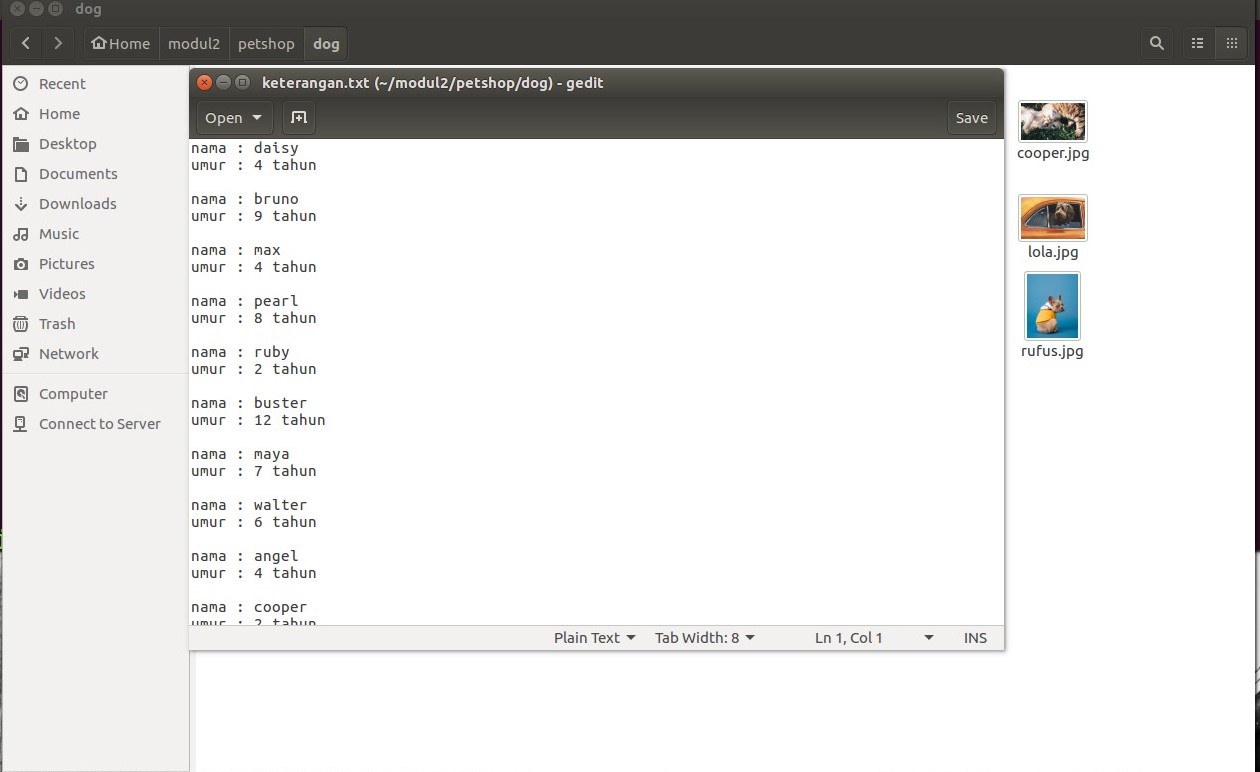 dog
Home modul2 petshop dog
Recent
Home
Desktop
Documents
Downloads
Music
Pictures
Videos
Trash
Network
Computer
Connect to Server
keterangan.txt (~/modul2/petshop/dog) - gedit
Open Save
nama : daisy
umur : 4 tahun
nama : bruno
umur : 9 tahun
nama : max
umur : 4 tahun
nama : pearl
umur : 8 tahun
nama : ruby
umur : 2 tahun
nama : buster
umur : 12 tahun
nama : maya
umur : 7 tahun
nama : walter
umur : 6 tahun
nama : angel
umur : 4 tahun
nama : cooper
umur : 2 tahun
Plain Text Tab Width: 8 Ln 1, Col 1 INS
cooper.jpg
lola.jpg
rufus.jpg